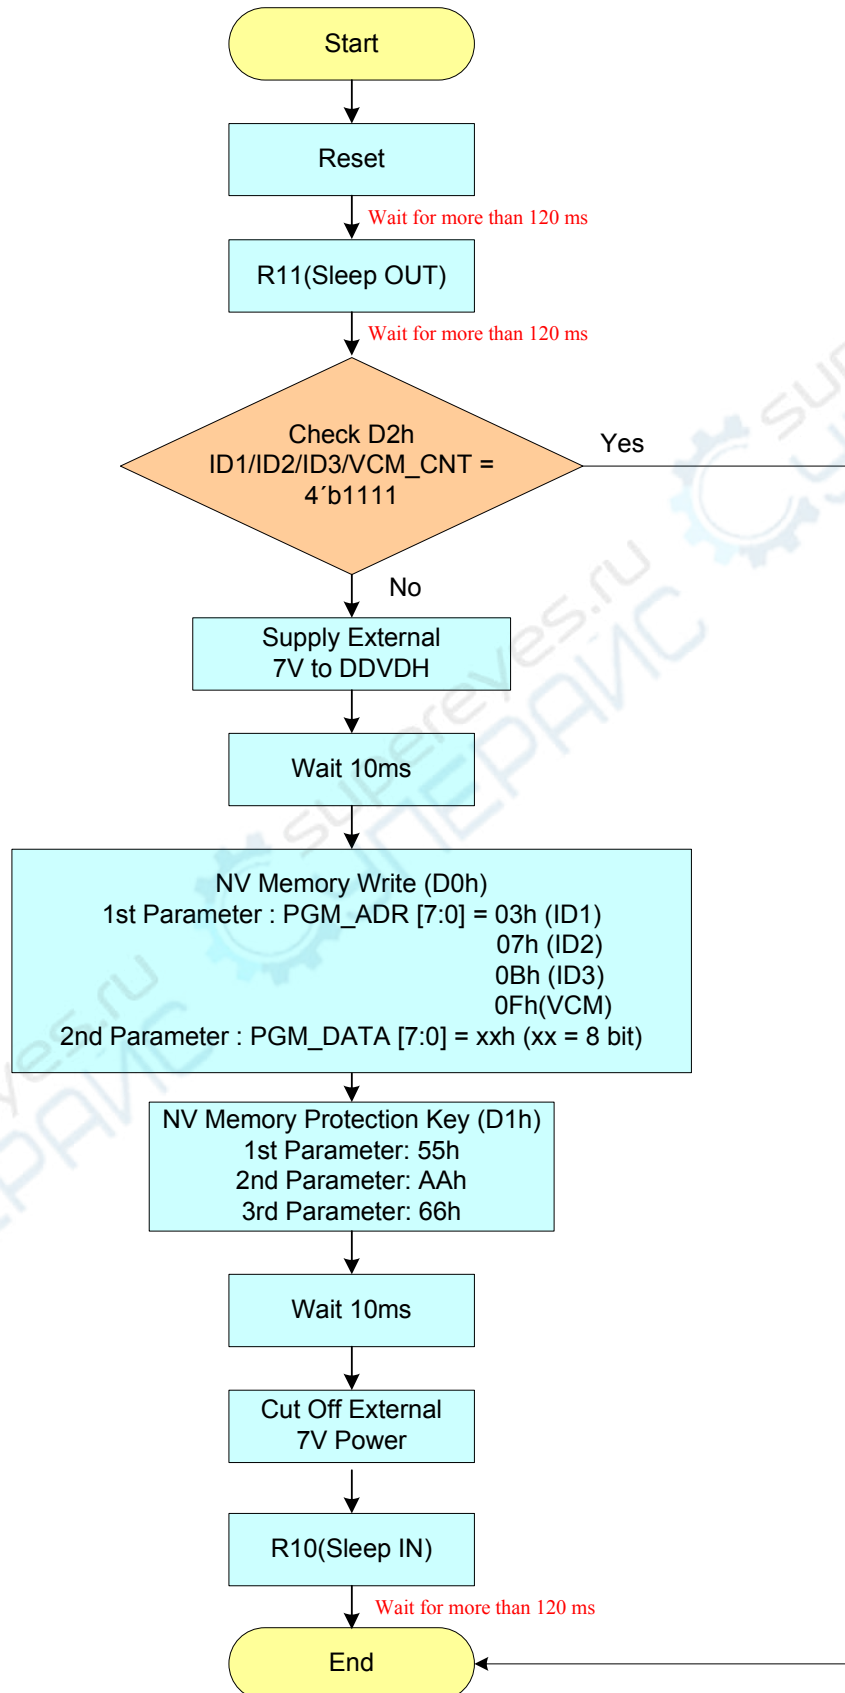 Start
Reset
Wait for more than 120 ms
R11(Sleep OUT)
Wait for more than 120 ms
Check D2h
ID1/ID2/ID3/VCM_CNT =
4´b1111
Yes
No
Supply External
7V to DDVDH
Wait 10ms
NV Memory Write (D0h)
1st Parameter : PGM_ADR [7:0] = 03h (ID1)
07h (ID2)
0Bh (ID3)
0Fh(VCM)
2nd Parameter : PGM_DATA [7:0] = xxh (xx = 8 bit)
NV Memory Protection Key (D1h)
1st Parameter: 55h
2nd Parameter: AAh
3rd Parameter: 66h
Wait 10ms
Cut Off External
7V Power
R10(Sleep IN)
Wait for more than 120 ms
End
supereyes.ru
СУПЕРАЙС